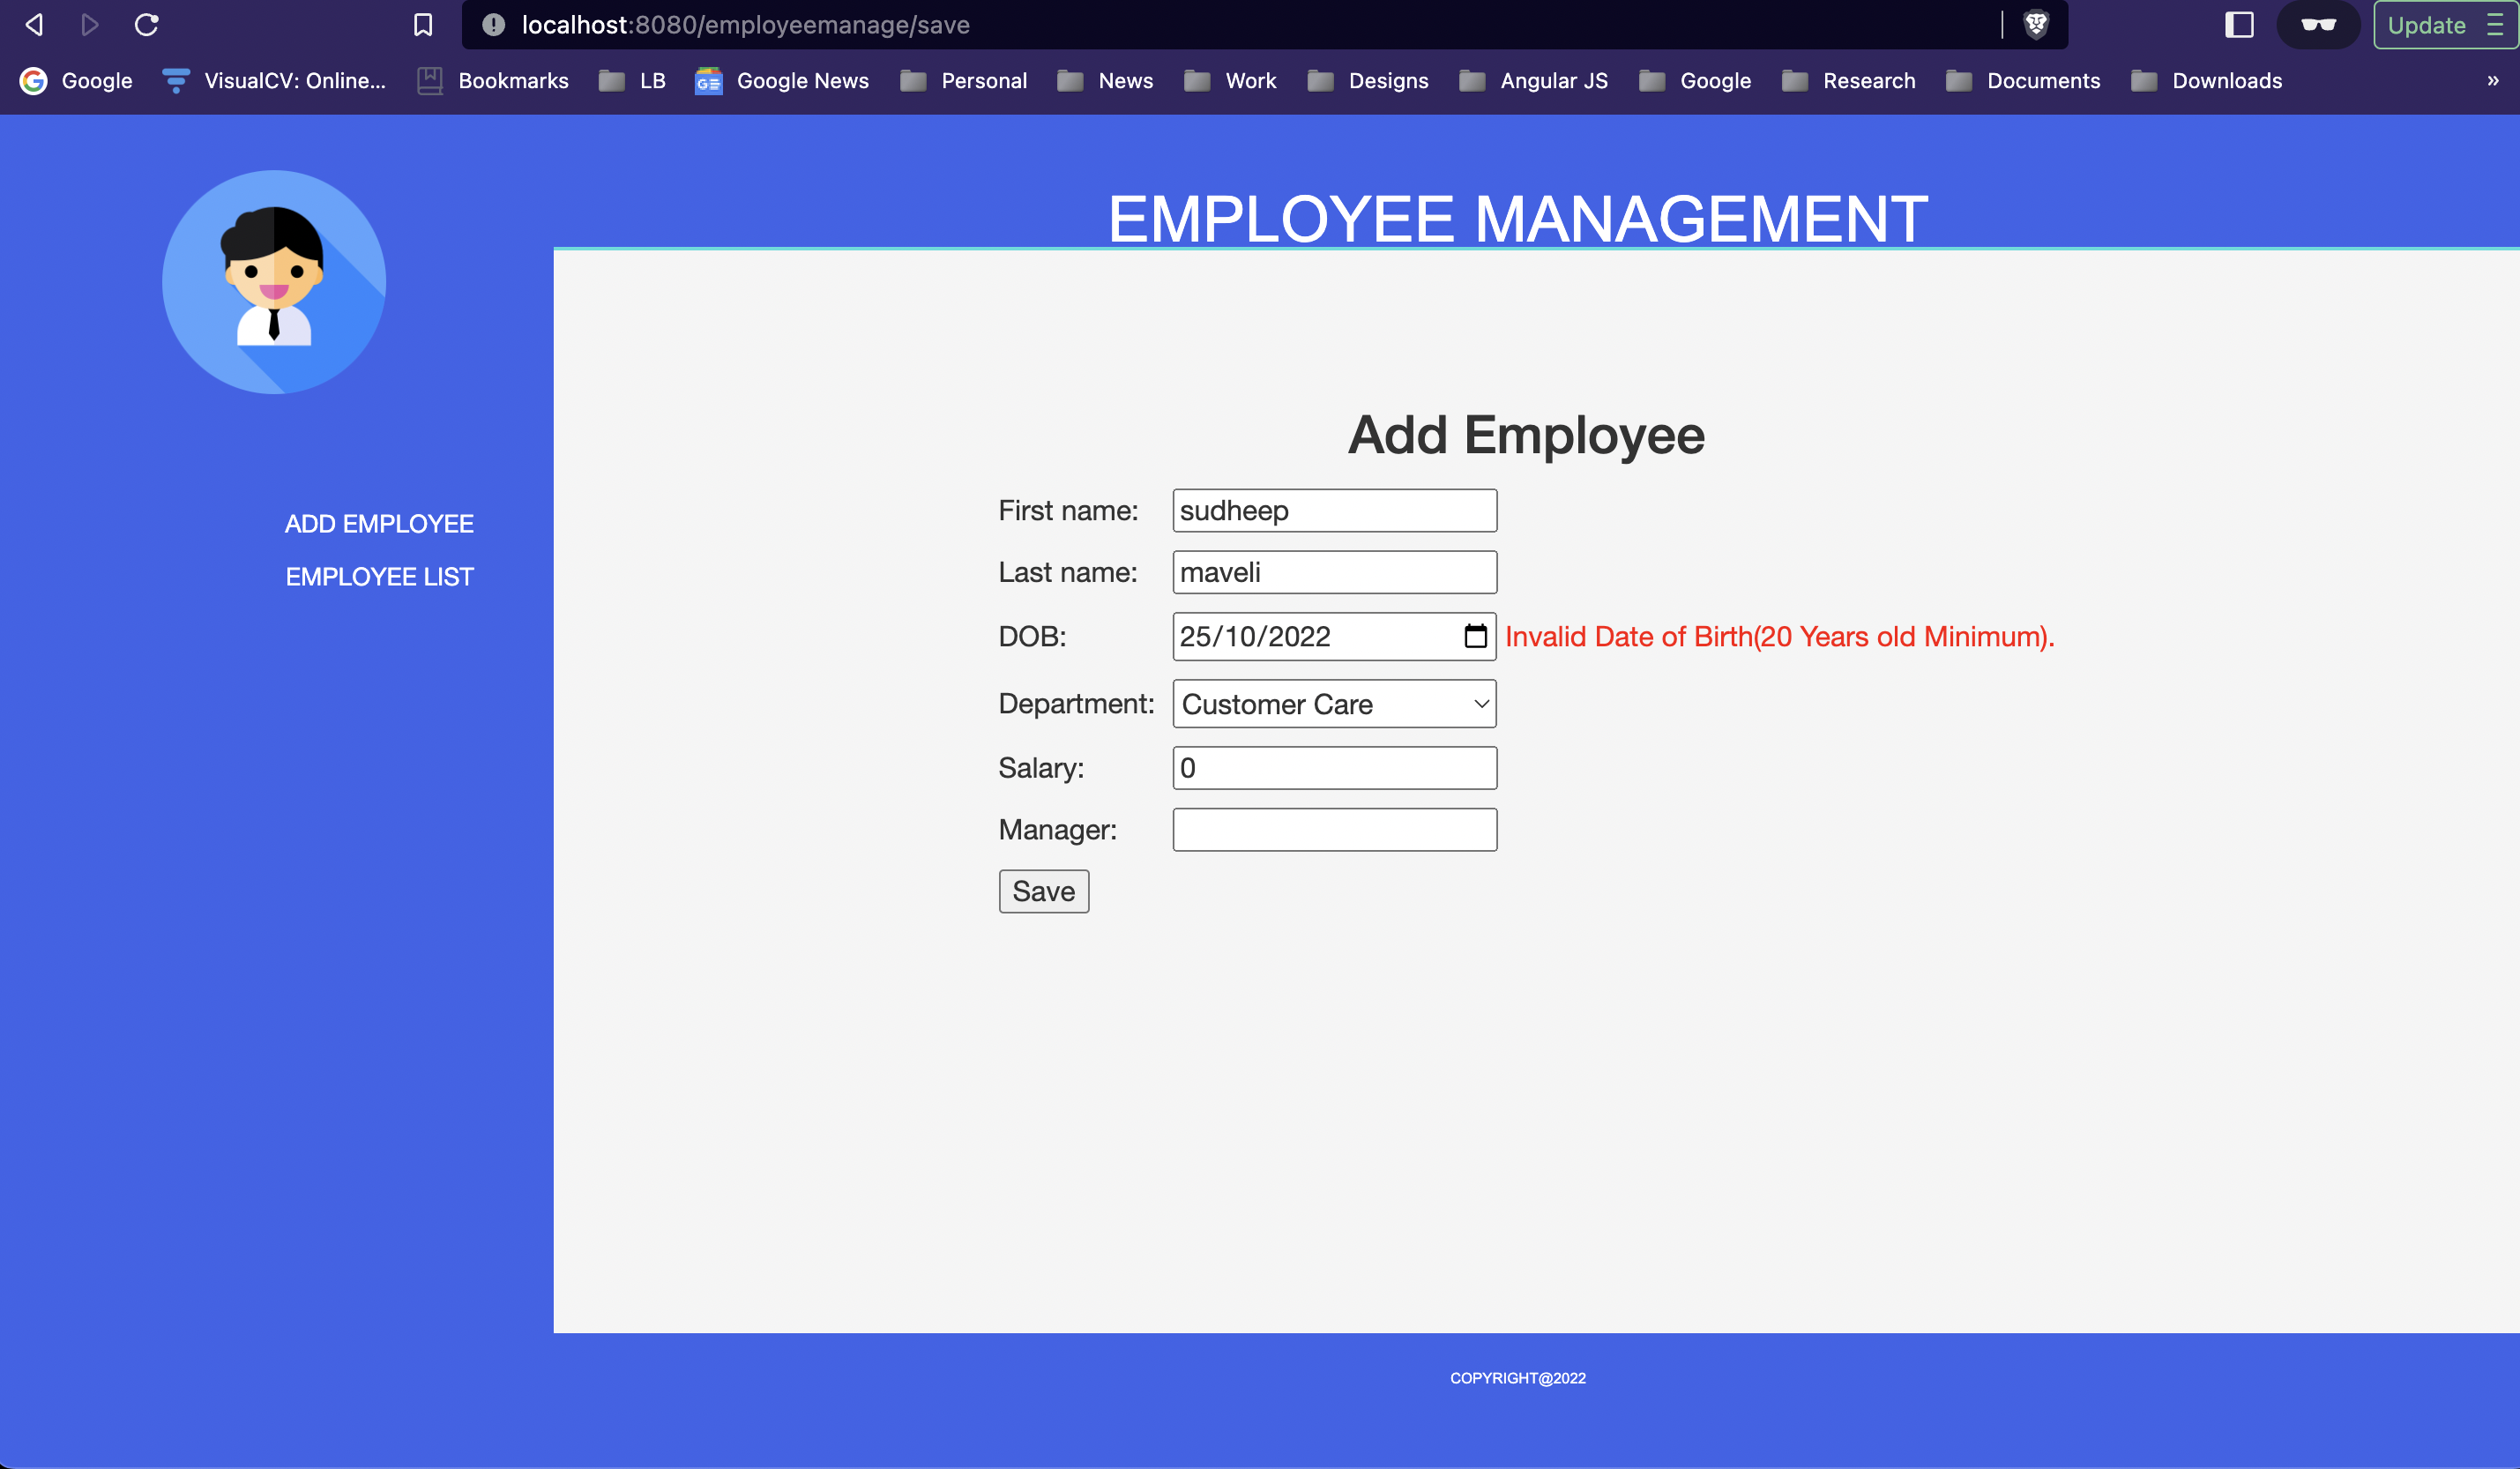 localhost:8080/employeemanage/save
Update
Google VisualCV: Online... Bookmarks LB Google News Personal News Work Designs Angular JS Google Research Documents Downloads »
EMPLOYEE MANAGEMENT
ADD EMPLOYEE
EMPLOYEE LIST
Add Employee
First name: sudheep
Last name: maveli
DOB: 25/10/2022 Invalid Date of Birth(20 Years old Minimum).
Department: Customer Care
Salary: 0
Manager:
Save
COPYRIGHT@2022